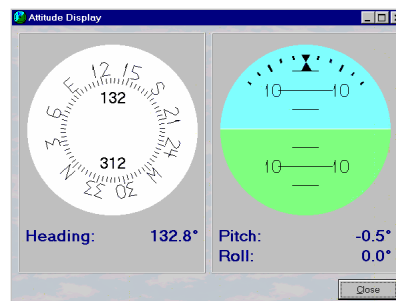 Attitude Display
12 15 S 21 24 W 30 33 N 3 6 E
132
312
10 10
10 10
Heading: 132.8°
Pitch: -0.5°
Roll: 0.0°
Close